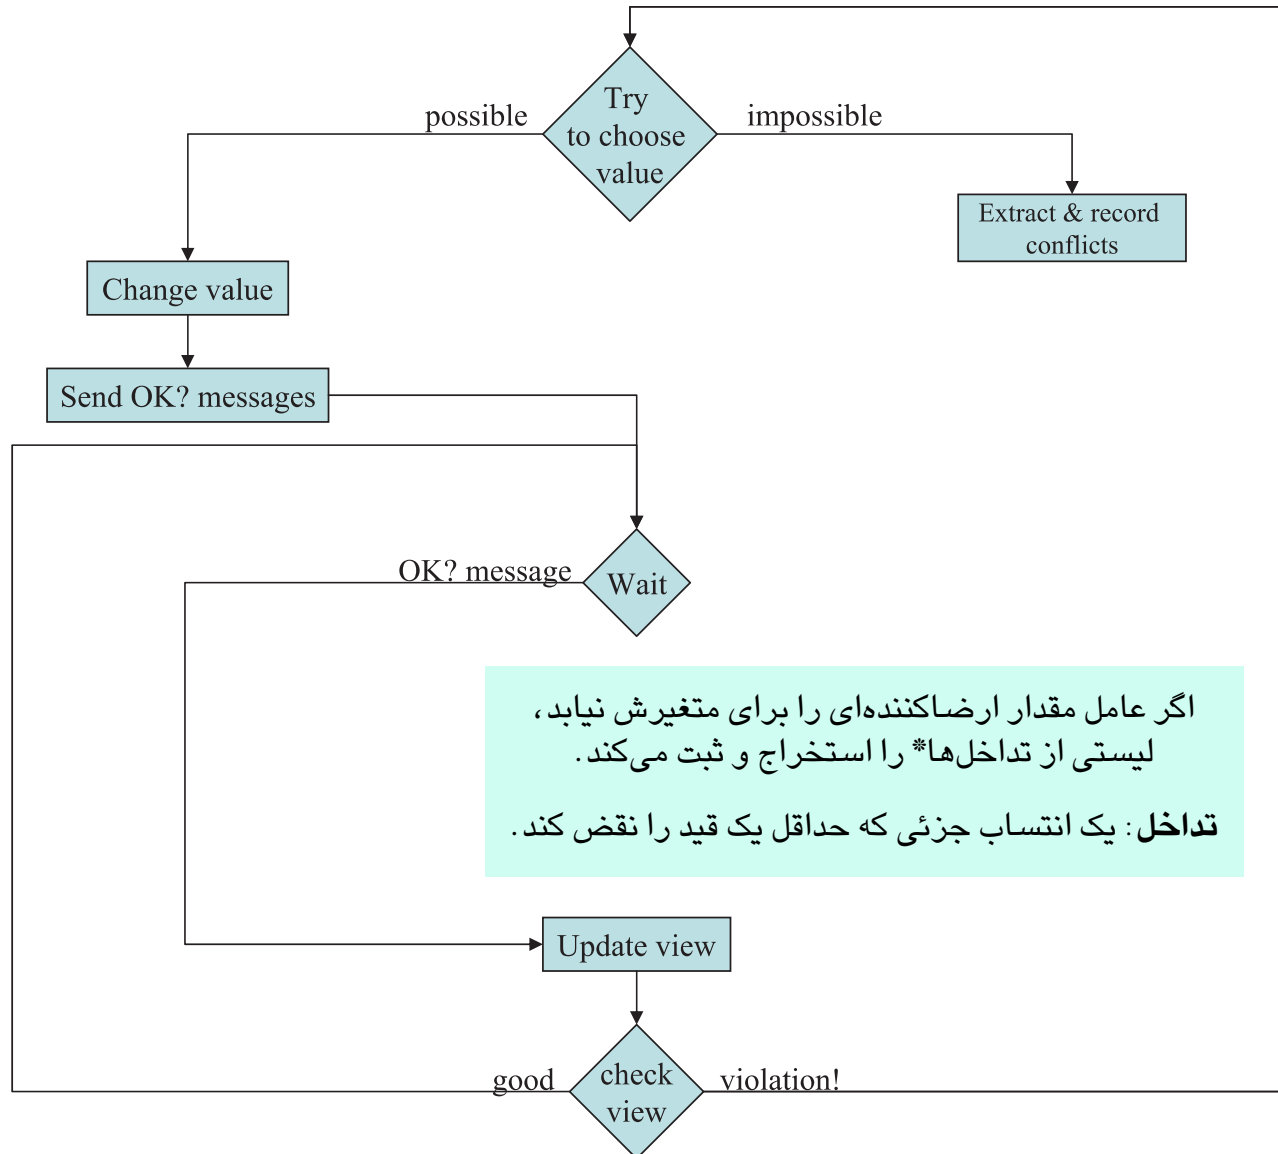 Try
to choose
value
possible
impossible
Extract & record
conflicts
Change value
Send OK? messages
OK? message
Wait
اگر عامل مقدار ارضاکننده‌ای را برای متغیرش نیابد،
لیستی از تداخل‌ها* را استخراج و ثبت می‌کند.
تداخل: یک انتساب جزئی که حداقل یک قید را نقض کند.
Update view
good
check
view
violation!